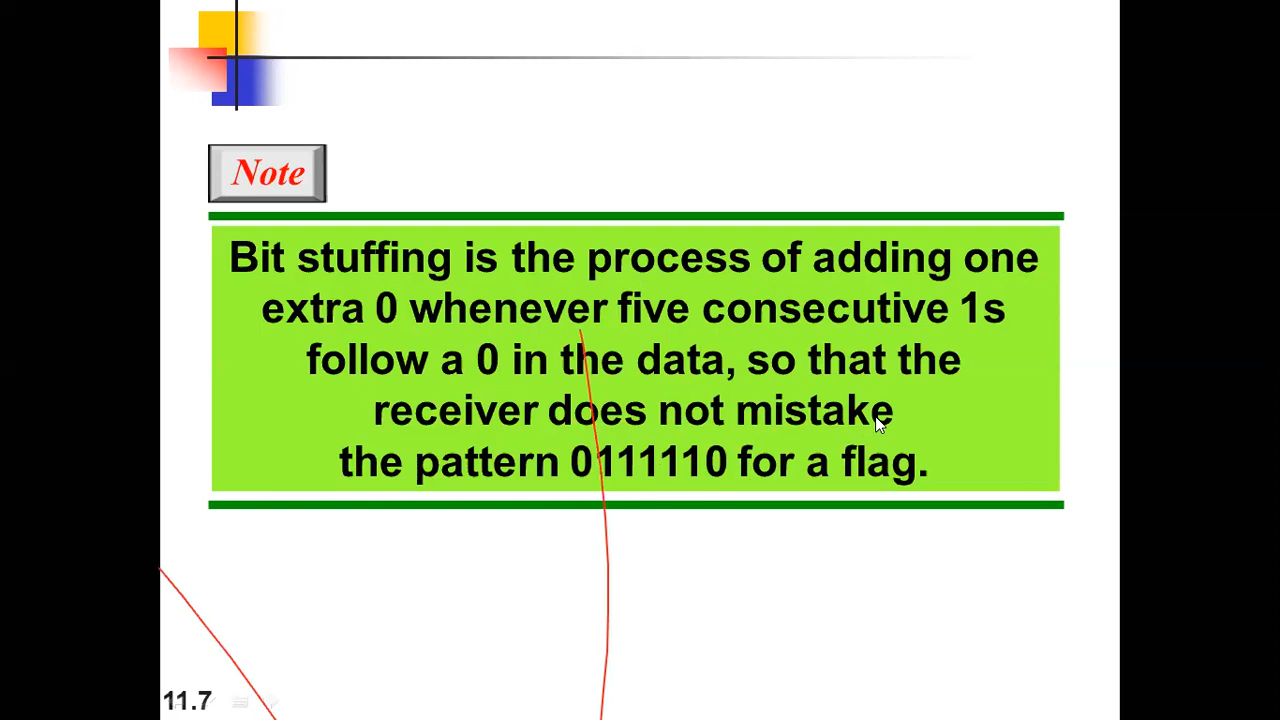 Note
Bit stuffing is the process of adding one
extra 0 whenever five consecutive 1s
follow a 0 in the data, so that the
receiver does not mistake
the pattern 0111110 for a flag.
11.7